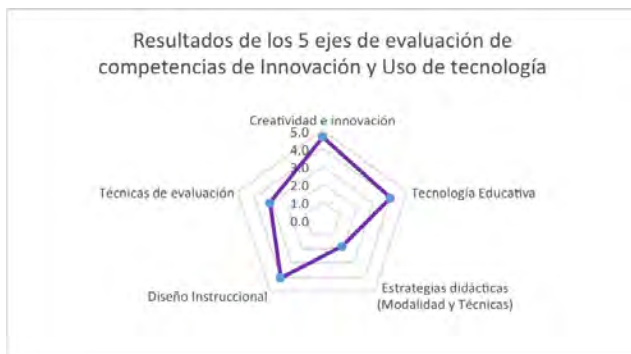 Resultados de los 5 ejes de evaluación de
competencias de Innovación y Uso de tecnología
Creatividad e innovación
5.0
4.0
3.0
2.0
1.0
0.0
Técnicas de evaluación
Tecnología Educativa
Diseño Instruccional
Estrategias didácticas
(Modalidad y Técnicas)